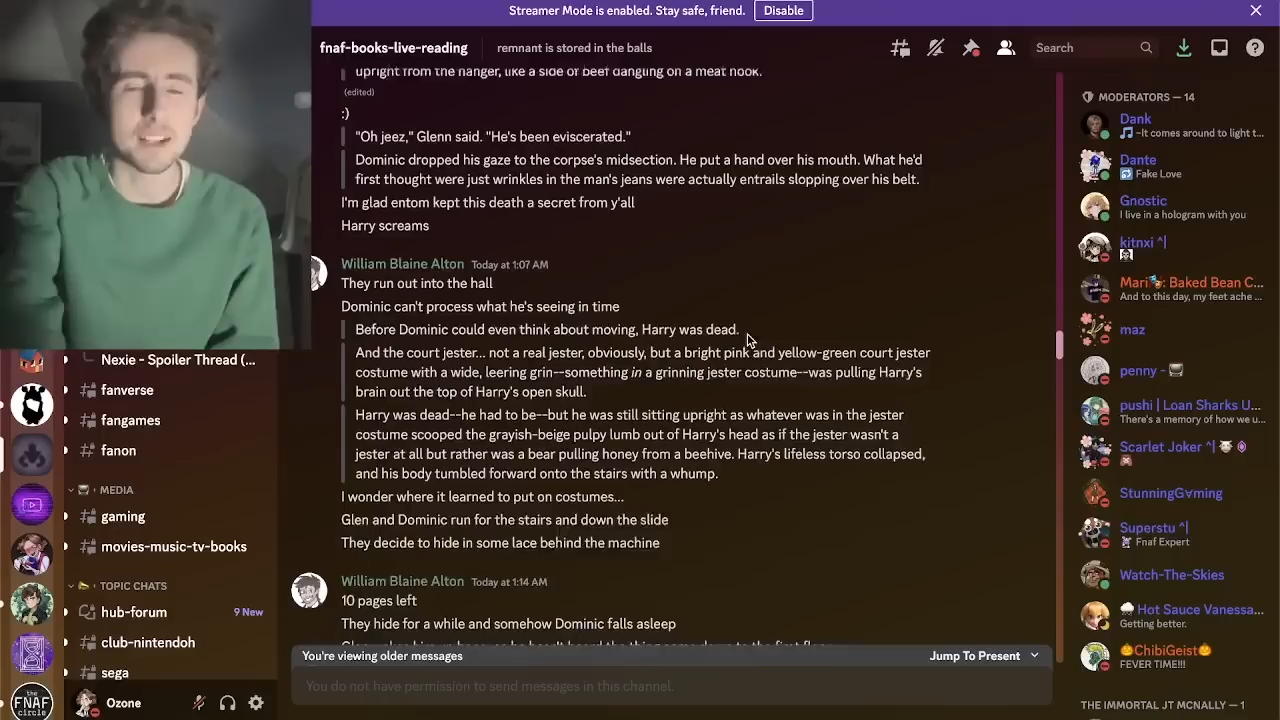 Streamer Mode is enabled. Stay safe, friend.
Disable
fnaf-books-live-reading
remnant is stored in the balls
Search
upright from the hanger, like a side of beef dangling on a meat hook.
(edited)
:)
"Oh jeez," Glenn said. "He's been eviscerated."
Dominic dropped his gaze to the corpse's midsection. He put a hand over his mouth. What he'd
first thought were just wrinkles in the man's jeans were actually entrails slopping over his belt.
I'm glad entom kept this death a secret from y'all
Harry screams
William Blaine Alton Today at 1:07 AM
They run out into the hall
Dominic can't process what he's seeing in time
Before Dominic could even think about moving, Harry was dead.
And the court jester... not a real jester, obviously, but a bright pink and yellow-green court jester
costume with a wide, leering grin--something in a grinning jester costume--was pulling Harry's
brain out the top of Harry's open skull.
Harry was dead--he had to be--but he was still sitting upright as whatever was in the jester
costume scooped the grayish-beige pulpy lumb out of Harry's head as if the jester wasn't a
jester at all but rather was a bear pulling honey from a beehive. Harry's lifeless torso collapsed,
and his body tumbled forward onto the stairs with a whump.
I wonder where it learned to put on costumes...
Glen and Dominic run for the stairs and down the slide
They decide to hide in some lace behind the machine
William Blaine Alton Today at 1:14 AM
10 pages left
They hide for a while and somehow Dominic falls asleep
You're viewing older messages
Jump To Present
You do not have permission to send messages in this channel.
Nexie - Spoiler Thread (...
fanverse
fangames
fanon
MEDIA
gaming
movies-music-tv-books
TOPIC CHATS
hub-forum
9 New
club-nintendoh
sega
THE
FNAF
CIRCLE
Ozone
MODERATORS — 14
Dank
~It comes around to light t...
Dante
Fake Love
Gnostic
I live in a hologram with you
kitnxi ^|
Mari
: Baked Bean C...
And to this day, my feet ache ...
maz
penny -
pushi | Loan Sharks U...
There's a memory of how we u...
Scarlet Joker ^|
StunningG∀ming
Superstu ^|
Fnaf Expert
Watch-The-Skies
Hot Sauce Vanessa...
Getting better.
ChibiGeist
FEVER TIME!!!
THE IMMORTAL JT MCNALLY — 1